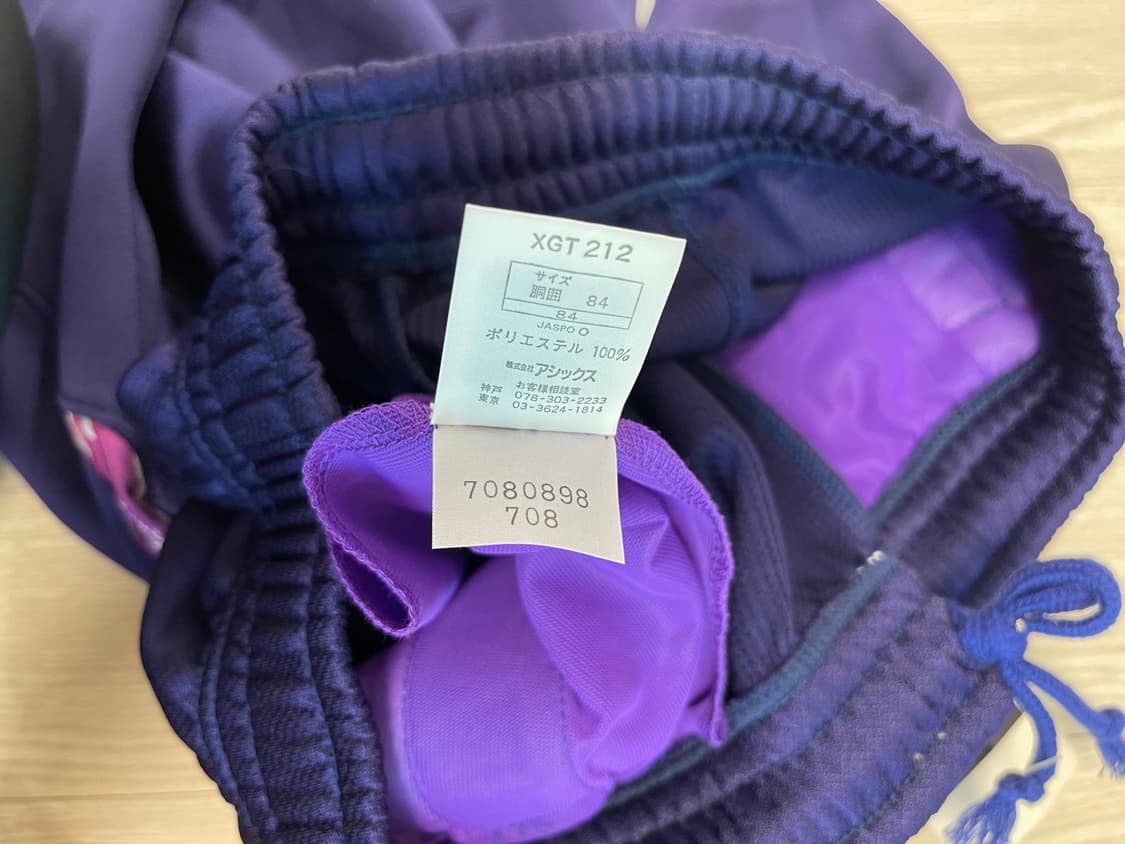 XGT 212
サイズ
胴囲 84
84
JASPO O
ポリエステル 100%
株式会社アシックス
お客様相談室
神戸 078-303-2233
東京 03-3624-1814
7080898
708